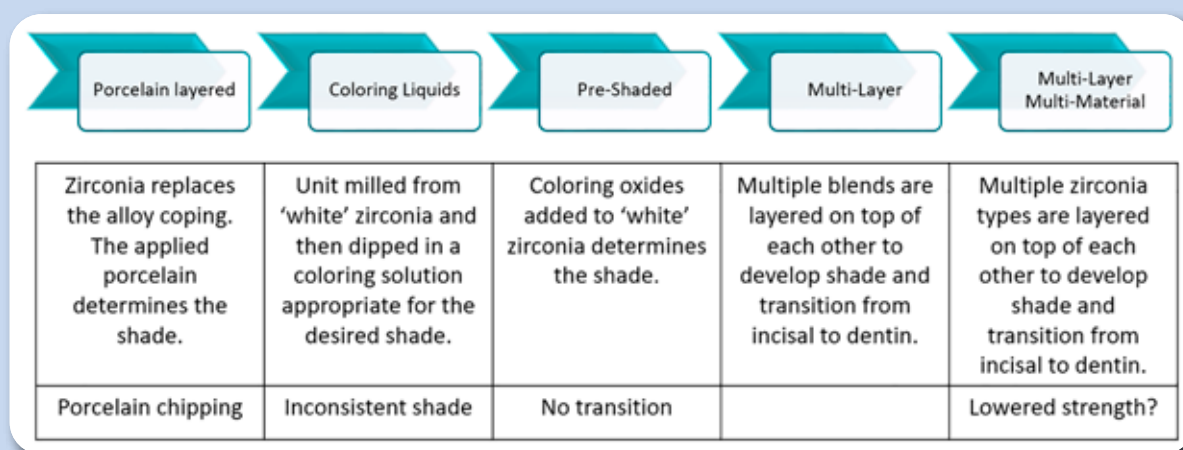 Porcelain layered
Coloring Liquids
Pre-Shaded
Multi-Layer
Multi-Layer
Multi-Material
Zirconia replaces
the alloy coping.
The applied
porcelain
determines the
shade.
Unit milled from
‘white’ zirconia and
then dipped in a
coloring solution
appropriate for the
desired shade.
Coloring oxides
added to ‘white’
zirconia determines
the shade.
Multiple blends are
layered on top of
each other to
develop shade and
transition from
incisal to dentin.
Multiple zirconia
types are layered
on top of each
other to develop
shade and
transition from
incisal to dentin.
Porcelain chipping
Inconsistent shade
No transition
Lowered strength?